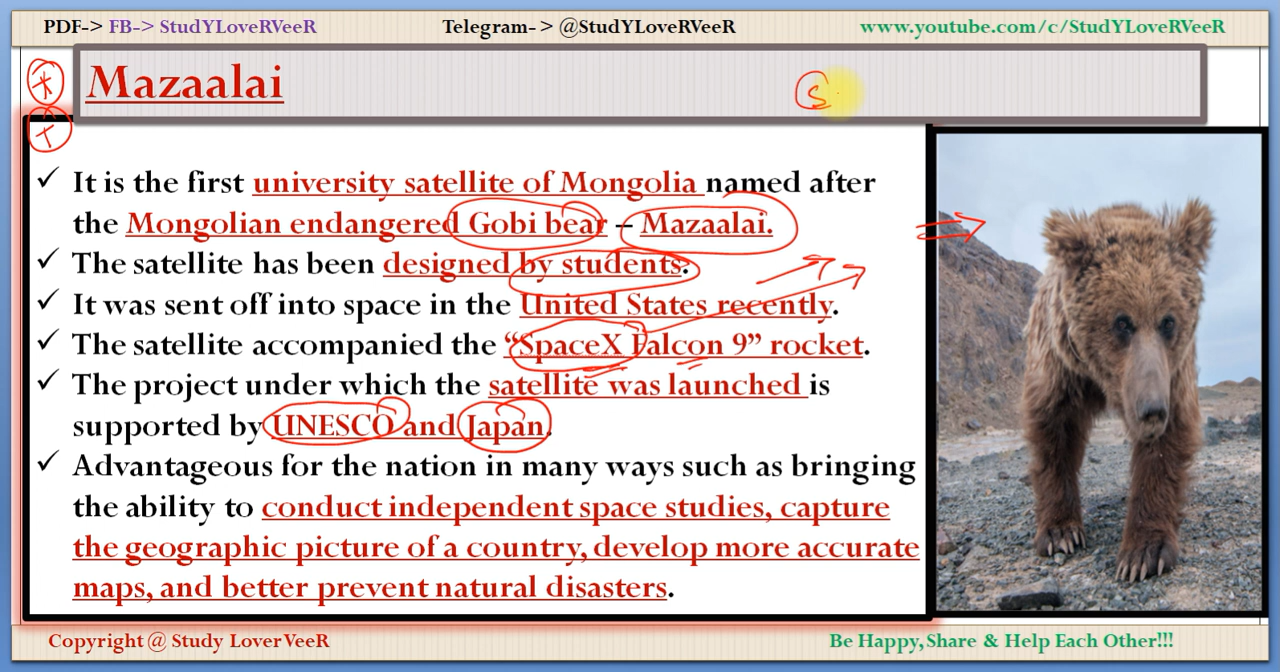 PDF-> FB-> StudYLoveRVeeR Telegram- > @StudYLoveRVeeR www.youtube.com/c/StudYLoveRVeeR
Mazaalai
S
✓ It is the first university satellite of Mongolia named after
the Mongolian endangered Gobi bear – Mazaalai.
✓ The satellite has been designed by students.
✓ It was sent off into space in the United States recently.
✓ The satellite accompanied the “SpaceX Falcon 9” rocket.
✓ The project under which the satellite was launched is
supported by UNESCO and Japan.
✓ Advantageous for the nation in many ways such as bringing
the ability to conduct independent space studies, capture
the geographic picture of a country, develop more accurate
maps, and better prevent natural disasters.
Copyright @ Study LoverVeeR Be Happy,Share & Help Each Other!!!